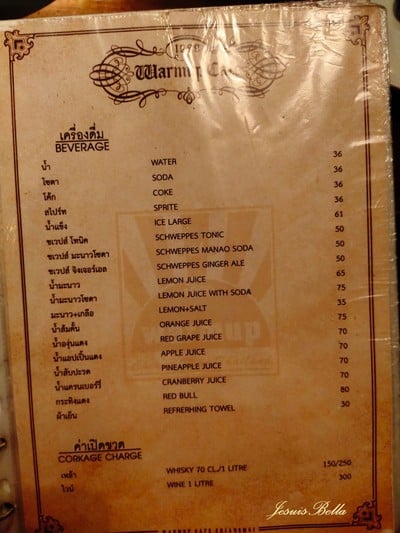 1999
Warmup Cafe
เครื่องดื่ม
BEVERAGE
น้ำ WATER 36
โซดา SODA 36
โค้ก COKE 36
สไปร์ท SPRITE 36
น้ำแข็ง ICE LARGE 61
ชเวปส์ โทนิค SCHWEPPES TONIC 50
ชเวปส์ มะนาวโซดา SCHWEPPES MANAO SODA 50
ชเวปส์ จิงเจอร์เอล SCHWEPPES GINGER ALE 50
น้ำมะนาว LEMON JUICE 65
น้ำมะนาวโซดา LEMON JUICE WITH SODA 75
มะนาว+เกลือ LEMON+SALT 35
น้ำส้มคั้น ORANGE JUICE 75
น้ำองุ่นแดง RED GRAPE JUICE 70
น้ำแอปเปิ้ลแดง APPLE JUICE 70
น้ำสับปะรด PINEAPPLE JUICE 70
น้ำแครนเบอร์รี่ CRANBERRY JUICE 70
กระทิงแดง RED BULL 80
ผ้าเย็น REFRERHING TOWEL 30
ค่าเปิดขวด
CORKAGE CHARGE
เหล้า WHISKY 70 CL./1 LITRE 150/250
ไวน์ WINE 1 LITRE 300
Jesuis Bella